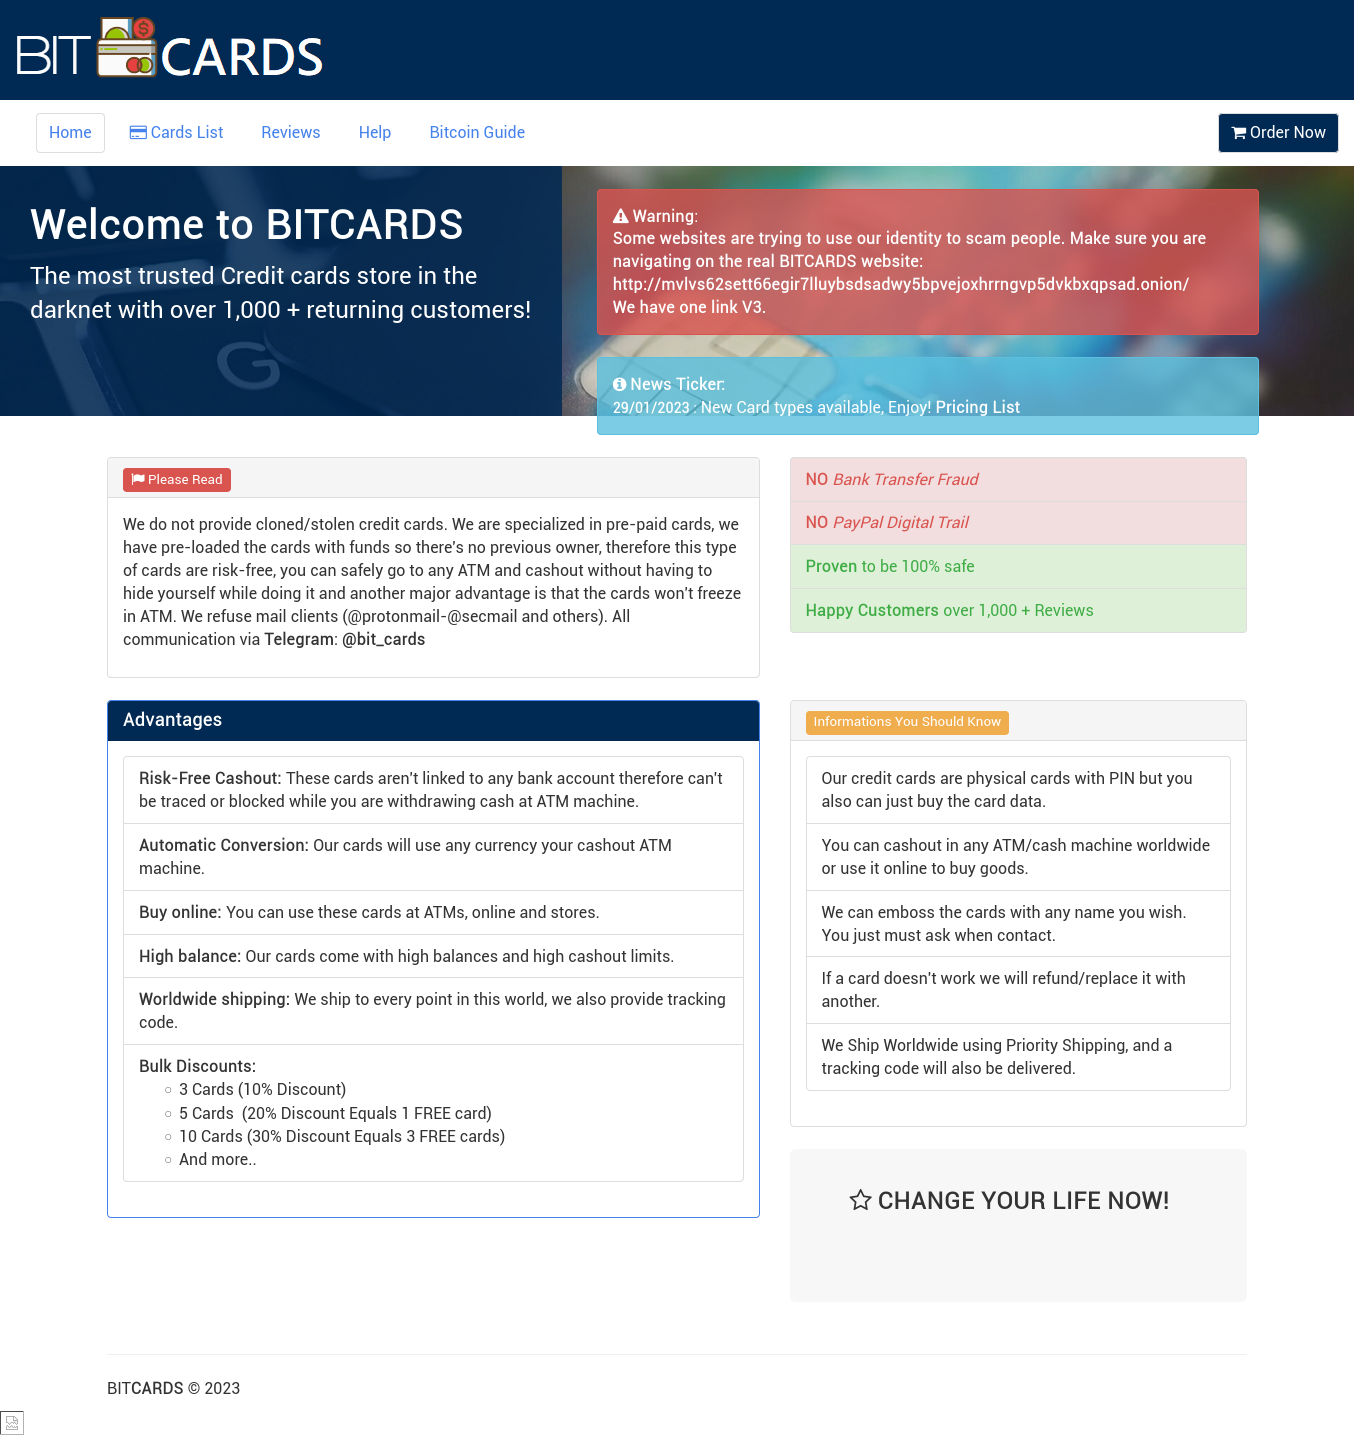 BIT CARDS
Home
Cards List
Reviews
Help
Bitcoin Guide
Order Now
Welcome to BITCARDS
The most trusted Credit cards store in the
darknet with over 1,000 + returning customers!
Warning:
Some websites are trying to use our identity to scam people. Make sure you are
navigating on the real BITCARDS website:
http://mvlvs62sett66egir7lluybsdsadwy5bpvejoxhrrngvp5dvkbxqpsad.onion/
We have one link V3.
News Ticker:
29/01/2023 : New Card types available, Enjoy! Pricing List
Please Read
We do not provide cloned/stolen credit cards. We are specialized in pre-paid cards, we
have pre-loaded the cards with funds so there's no previous owner, therefore this type
of cards are risk-free, you can safely go to any ATM and cashout without having to
hide yourself while doing it and another major advantage is that the cards won't freeze
in ATM. We refuse mail clients (@protonmail-@secmail and others). All
communication via Telegram: @bit_cards
NO Bank Transfer Fraud
NO PayPal Digital Trail
Proven to be 100% safe
Happy Customers over 1,000 + Reviews
Advantages
Risk-Free Cashout: These cards aren't linked to any bank account therefore can't
be traced or blocked while you are withdrawing cash at ATM machine.
Automatic Conversion: Our cards will use any currency your cashout ATM
machine.
Buy online: You can use these cards at ATMs, online and stores.
High balance: Our cards come with high balances and high cashout limits.
Worldwide shipping: We ship to every point in this world, we also provide tracking
code.
Bulk Discounts:
3 Cards (10% Discount)
5 Cards  (20% Discount Equals 1 FREE card)
10 Cards (30% Discount Equals 3 FREE cards)
And more..
Informations You Should Know
Our credit cards are physical cards with PIN but you
also can just buy the card data.
You can cashout in any ATM/cash machine worldwide
or use it online to buy goods.
We can emboss the cards with any name you wish.
You just must ask when contact.
If a card doesn't work we will refund/replace it with
another.
We Ship Worldwide using Priority Shipping, and a
tracking code will also be delivered.
CHANGE YOUR LIFE NOW!
BITCARDS © 2023